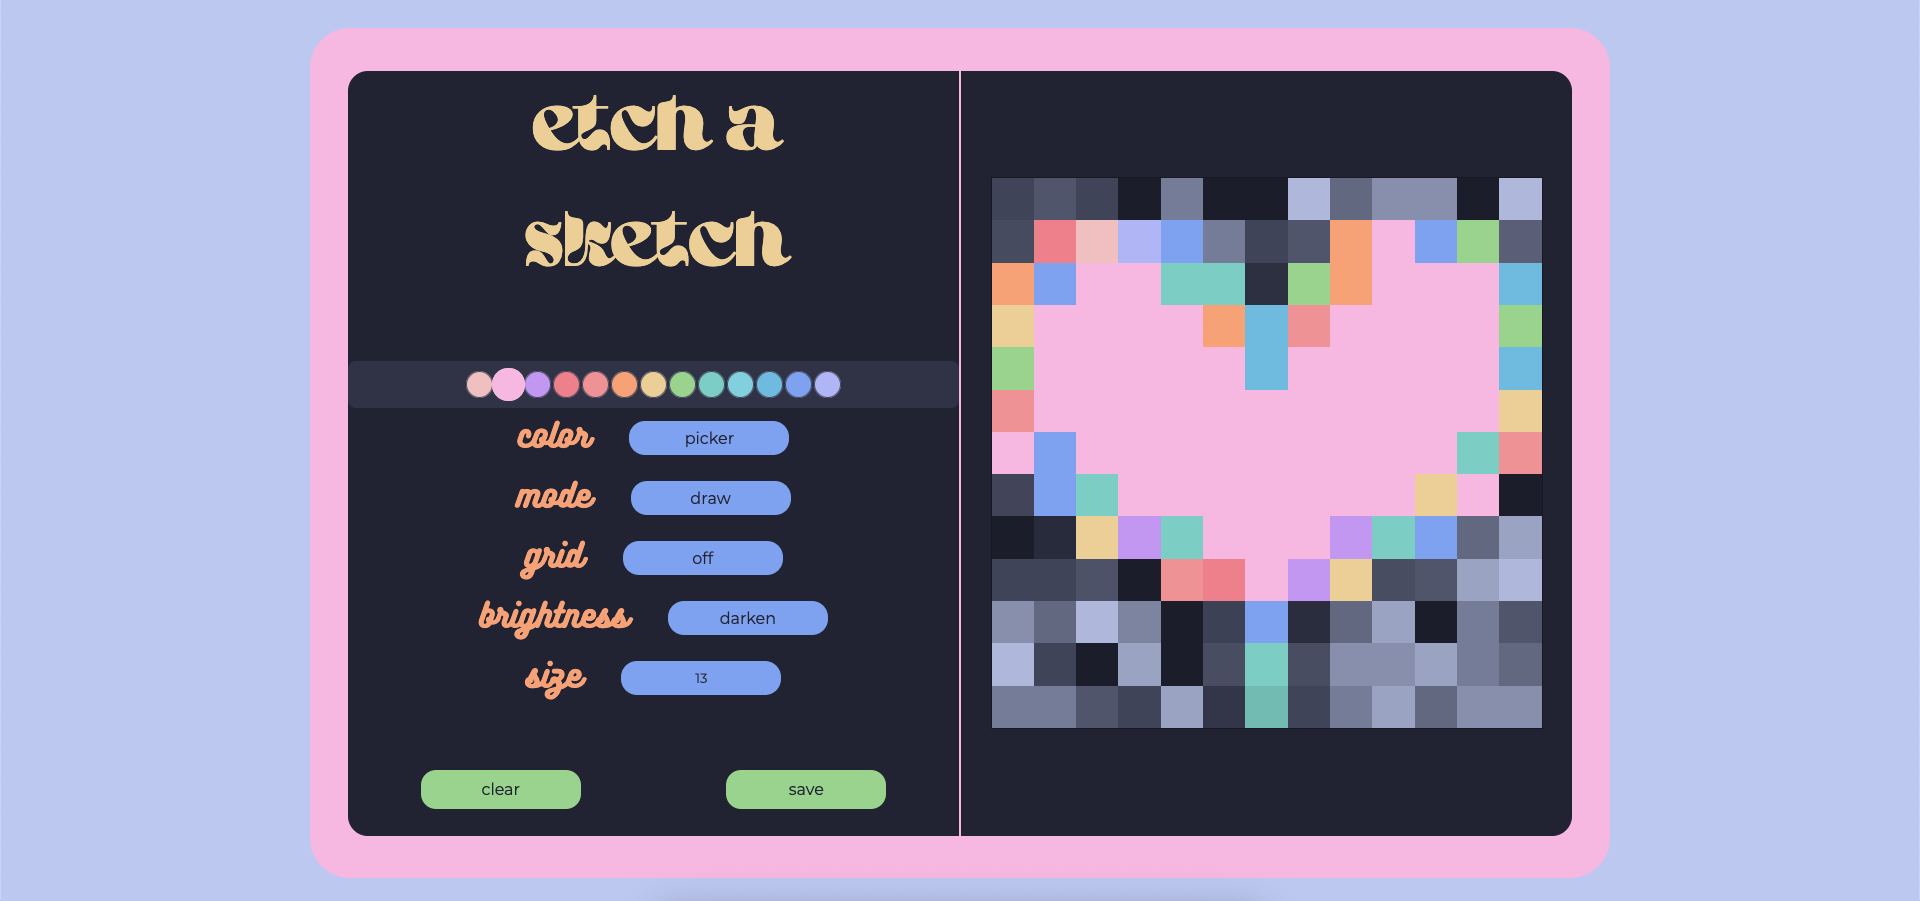 etch a
sketch
color picker
mode draw
grid off
brightness darken
size 13
clear save